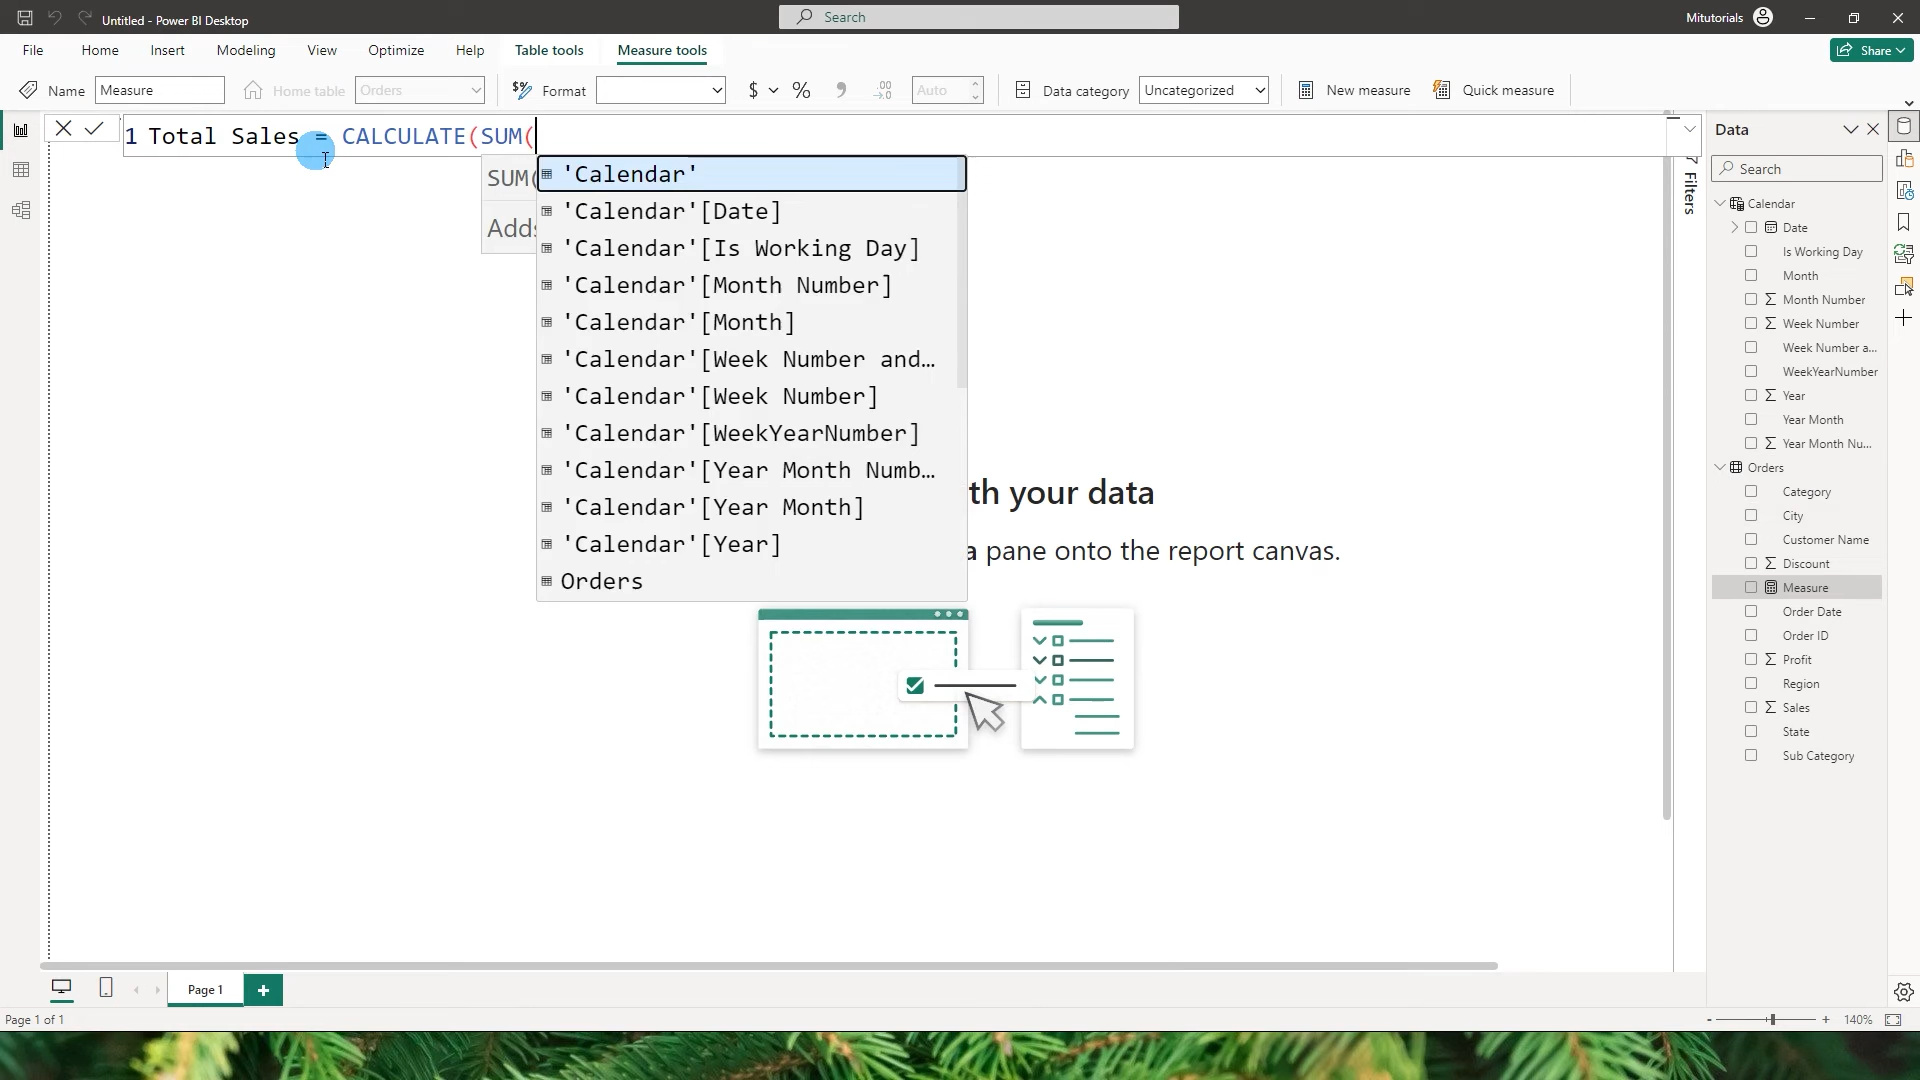 Untitled - Power BI Desktop
Search
Mitutorials
File Home Insert Modeling View Optimize Help Table tools Measure tools
Share
Name Measure Home table Orders Format $ % Auto Data category Uncategorized New measure Quick measure
1 Total Sales = CALCULATE(SUM(
SUM(
Adds
'Calendar'
'Calendar'[Date]
'Calendar'[Is Working Day]
'Calendar'[Month Number]
'Calendar'[Month]
'Calendar'[Week Number and…
'Calendar'[Week Number]
'Calendar'[WeekYearNumber]
'Calendar'[Year Month Numb…
'Calendar'[Year Month]
'Calendar'[Year]
Orders
th your data
a pane onto the report canvas.
Filters
Data
Search
Calendar
Date
Is Working Day
Month
Month Number
Week Number
Week Number a...
WeekYearNumber
Year
Year Month
Year Month Nu...
Orders
Category
City
Customer Name
Discount
Measure
Order Date
Order ID
Profit
Region
Sales
State
Sub Category
Page 1
Page 1 of 1
- + 140%